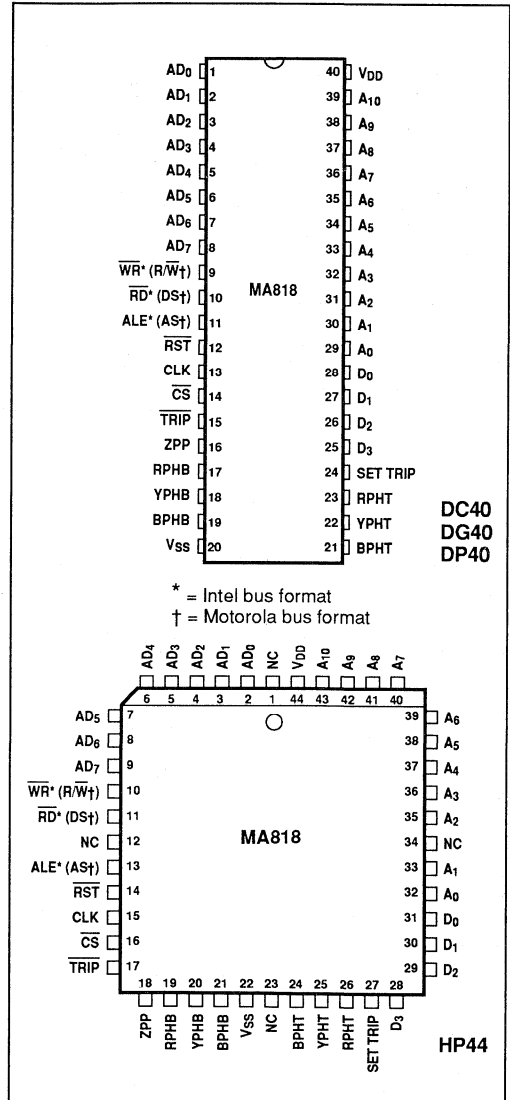 AD0 1 40 VDD
AD1 2 39 A10
AD2 3 38 A9
AD3 4 37 A8
AD4 5 36 A7
AD5 6 35 A6
AD6 7 34 A5
AD7 8 33 A4
WR* (R/W†) 9 32 A3
RD* (DS†) 10 31 A2
ALE* (AS†) 11 30 A1
RST 12 29 A0
CLK 13 28 D0
CS 14 27 D1
TRIP 15 26 D2
ZPP 16 25 D3
RPHB 17 24 SET TRIP
YPHB 18 23 RPHT
BPHB 19 22 YPHT
VSS 20 21 BPHT
MA818
DC40
DG40
DP40
* = Intel bus format
† = Motorola bus format
AD4 AD3 AD2 AD1 AD0 NC VDD A10 A9 A8 A7
6 5 4 3 2 1 44 43 42 41 40
AD5 7 39 A6
AD6 8 38 A5
AD7 9 37 A4
WR* (R/W†) 10 36 A3
RD* (DS†) 11 35 A2
NC 12 34 NC
ALE* (AS†) 13 33 A1
RST 14 32 A0
CLK 15 31 D0
CS 16 30 D1
TRIP 17 29 D2
MA818
18 19 20 21 22 23 24 25 26 27 28
ZPP RPHB YPHB BPHB VSS NC BPHT YPHT RPHT SET TRIP D3
HP44